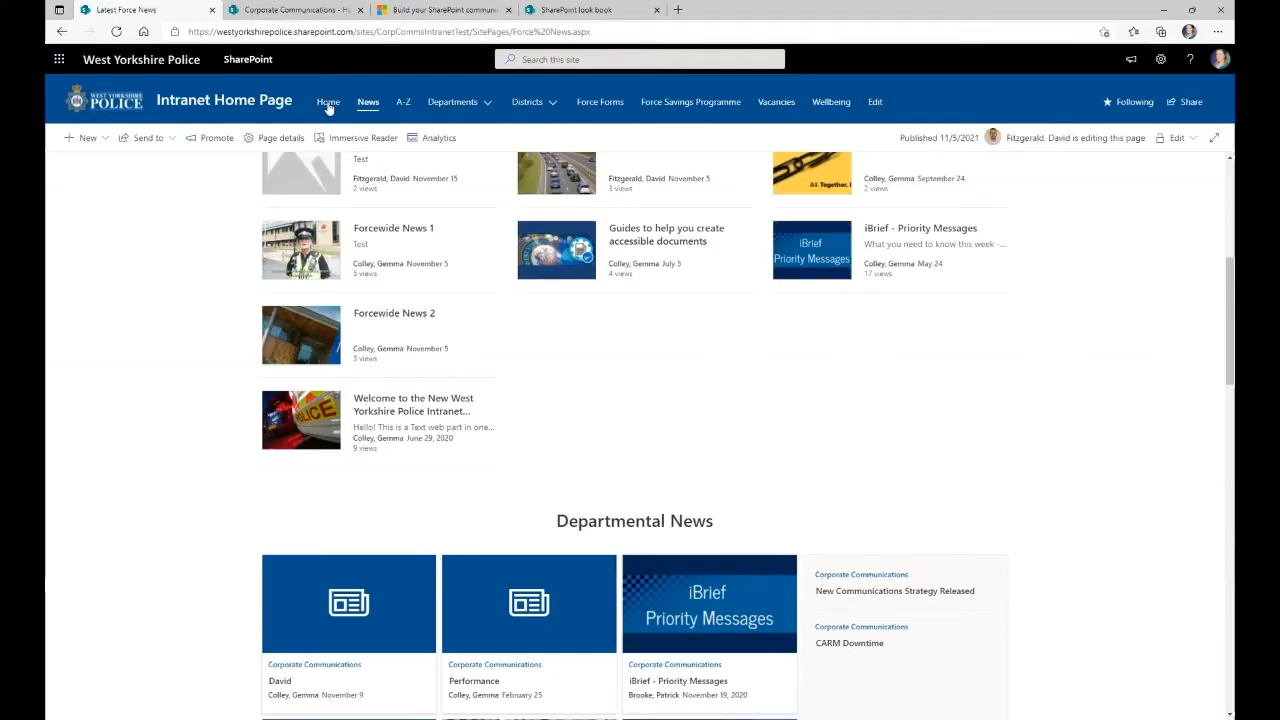 Latest Force News
Corporate Communications - Ho
Build your SharePoint communi
SharePoint look book
https://westyorkshirepolice.sharepoint.com/sites/CorpCommsIntranetTest/SitePages/Force%20News.aspx
West Yorkshire Police
SharePoint
Search this site
WEST YORKSHIRE
POLICE
Intranet Home Page
Home
News
A-Z
Departments
Districts
Force Forms
Force Savings Programme
Vacancies
Wellbeing
Edit
Following
Share
New
Send to
Promote
Page details
Immersive Reader
Analytics
Published 11/5/2021
Fitzgerald, David is editing this page
Edit
Test
Fitzgerald, David November 15
2 views
Fitzgerald, David November 5
3 views
All. Together.
Colley, Gemma September 24
2 views
Forcewide News 1
Test
Colley, Gemma November 5
5 views
Guides to help you create
accessible documents
Colley, Gemma July 5
4 views
iBrief
Priority Messages
iBrief - Priority Messages
What you need to know this week -...
Colley, Gemma May 24
17 views
Forcewide News 2
Colley, Gemma November 5
3 views
POLICE
Welcome to the New West
Yorkshire Police Intranet...
Hello! This is a Text web part in one...
Colley, Gemma June 29, 2020
9 views
Departmental News
Corporate Communications
David
Colley, Gemma November 9
Corporate Communications
Performance
Colley, Gemma February 25
iBrief
Priority Messages
Corporate Communications
iBrief - Priority Messages
Brooke, Patrick November 19, 2020
Corporate Communications
New Communications Strategy Released
Corporate Communications
CARM Downtime